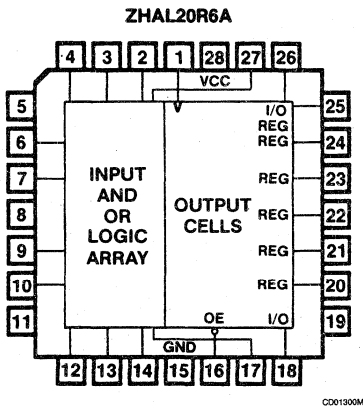 ZHAL20R6A
4 3 2 1 28 27 26
VCC
5 I/O 25
REG
6 REG 24
7 REG 23
INPUT
AND
OR
LOGIC
ARRAY
OUTPUT
CELLS
8 REG 22
9 REG 21
10 REG 20
11 OE I/O 19
GND
12 13 14 15 16 17 18
CD01300M